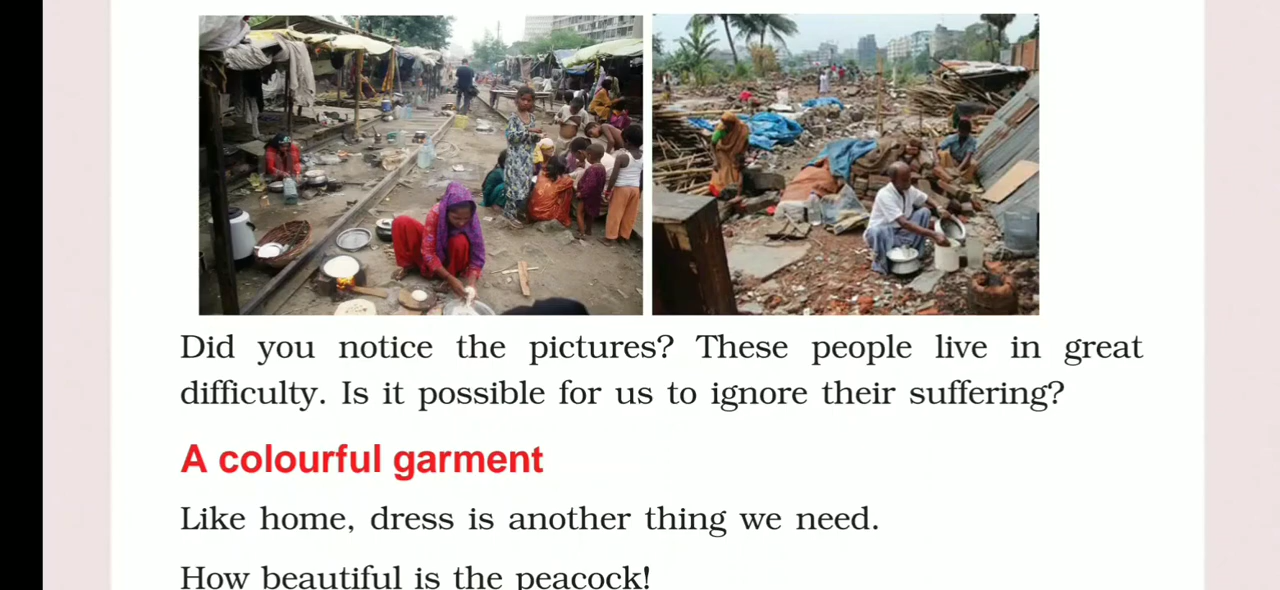 Did you notice the pictures? These people live in great
difficulty. Is it possible for us to ignore their suffering?
A colourful garment
Like home, dress is another thing we need.
How beautiful is the peacock!